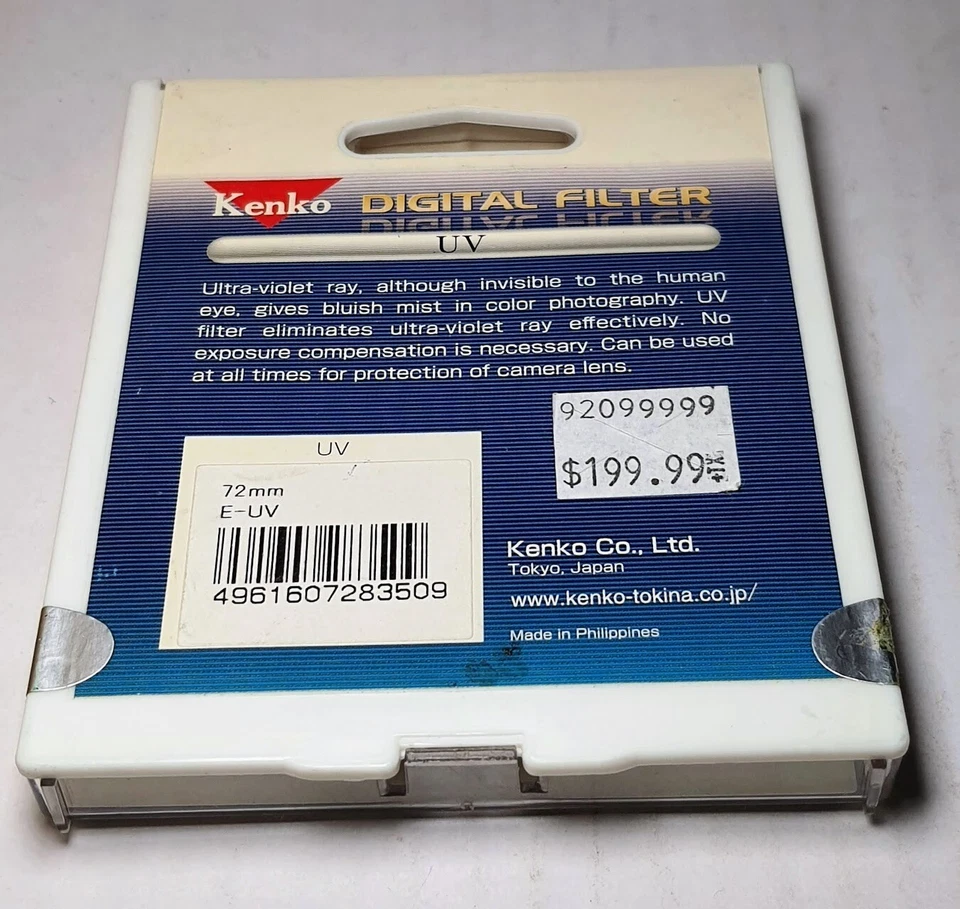 Kenko DIGITAL FILTER
UV
Ultra-violet ray, although invisible to the human
eye, gives bluish mist in color photography. UV
filter eliminates ultra-violet ray effectively. No
exposure compensation is necessary. Can be used
at all times for protection of camera lens.
92099999
$199.99+TAX
UV
72mm
E-UV
4961607283509
Kenko Co., Ltd.
Tokyo, Japan
www.kenko-tokina.co.jp/
Made in Philippines